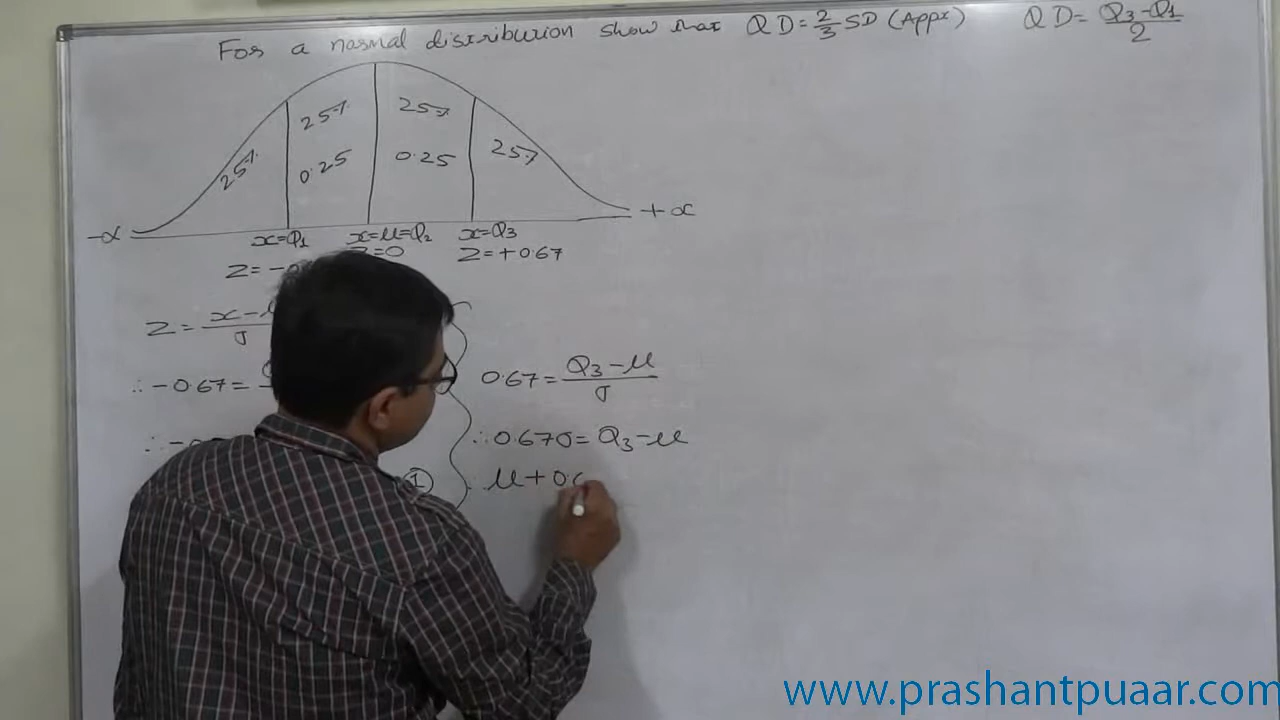 For a normal distribution show that QD = 2/3 SD (Appx) QD = Q3 - Q1 / 2
25% 25% 25% 25%
0.25 0.25
-∝ +∝
x=Q1 x=μ=Q2 x=Q3
Z=- Z=0 Z=+0.67
Z = x-μ / σ
∴ -0.67 = 0.67 = Q3-μ / σ
∴ -0. ∴ 0.67σ = Q3-μ
① μ+0.6
www.prashantpuaar.com